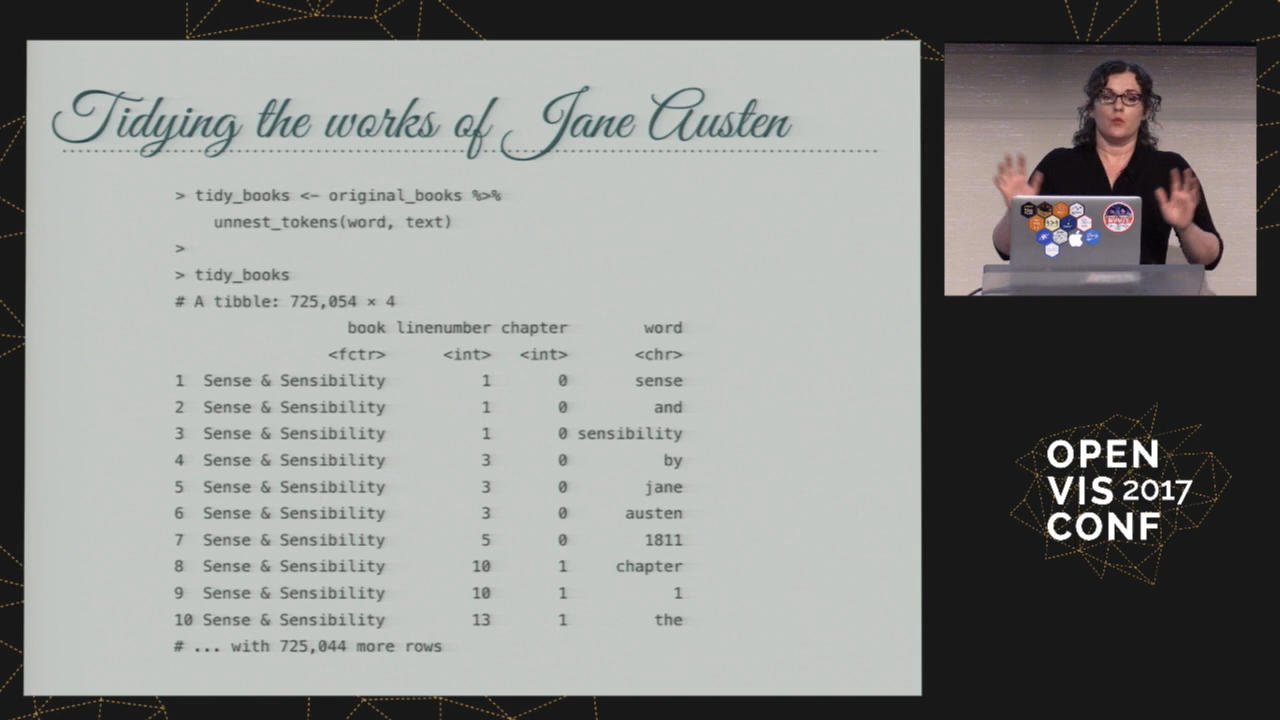 Tidying the works of Jane Austen
> tidy_books <- original_books %>%
unnest_tokens(word, text)
>
> tidy_books
# A tibble: 725,054 × 4
book linenumber chapter word
<fctr> <int> <int> <chr>
1 Sense & Sensibility 1 0 sense
2 Sense & Sensibility 1 0 and
3 Sense & Sensibility 1 0 sensibility
4 Sense & Sensibility 3 0 by
5 Sense & Sensibility 3 0 jane
6 Sense & Sensibility 3 0 austen
7 Sense & Sensibility 5 0 1811
8 Sense & Sensibility 10 1 chapter
9 Sense & Sensibility 10 1 1
10 Sense & Sensibility 13 1 the
# ... with 725,044 more rows
OPEN
VIS 2017
CONF